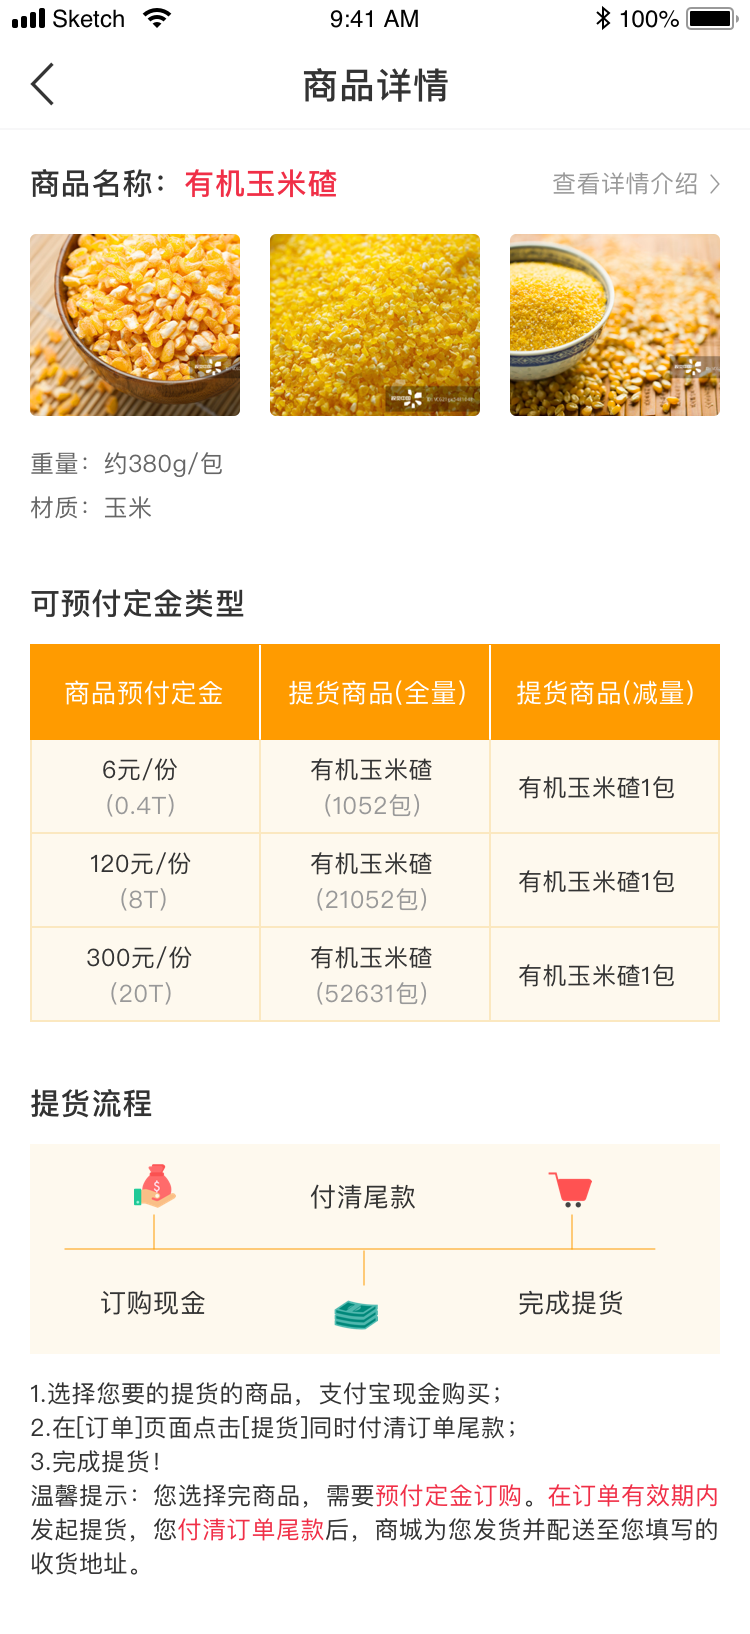 Sketch 9:41 AM 100%
商品详情
商品名称：有机玉米碴 查看详情介绍
重量：约380g/包
材质：玉米
可预付定金类型
商品预付定金 提货商品(全量) 提货商品(减量)
6元/份 有机玉米碴 有机玉米碴1包
(0.4T) (1052包)
120元/份 有机玉米碴 有机玉米碴1包
(8T) (21052包)
300元/份 有机玉米碴 有机玉米碴1包
(20T) (52631包)
提货流程
付清尾款
订购现金 完成提货
1.选择您要的提货的商品，支付宝现金购买；
2.在[订单]页面点击[提货]同时付清订单尾款；
3.完成提货！
温馨提示：您选择完商品，需要预付定金订购。在订单有效期内
发起提货，您付清订单尾款后，商城为您发货并配送至您填写的
收货地址。